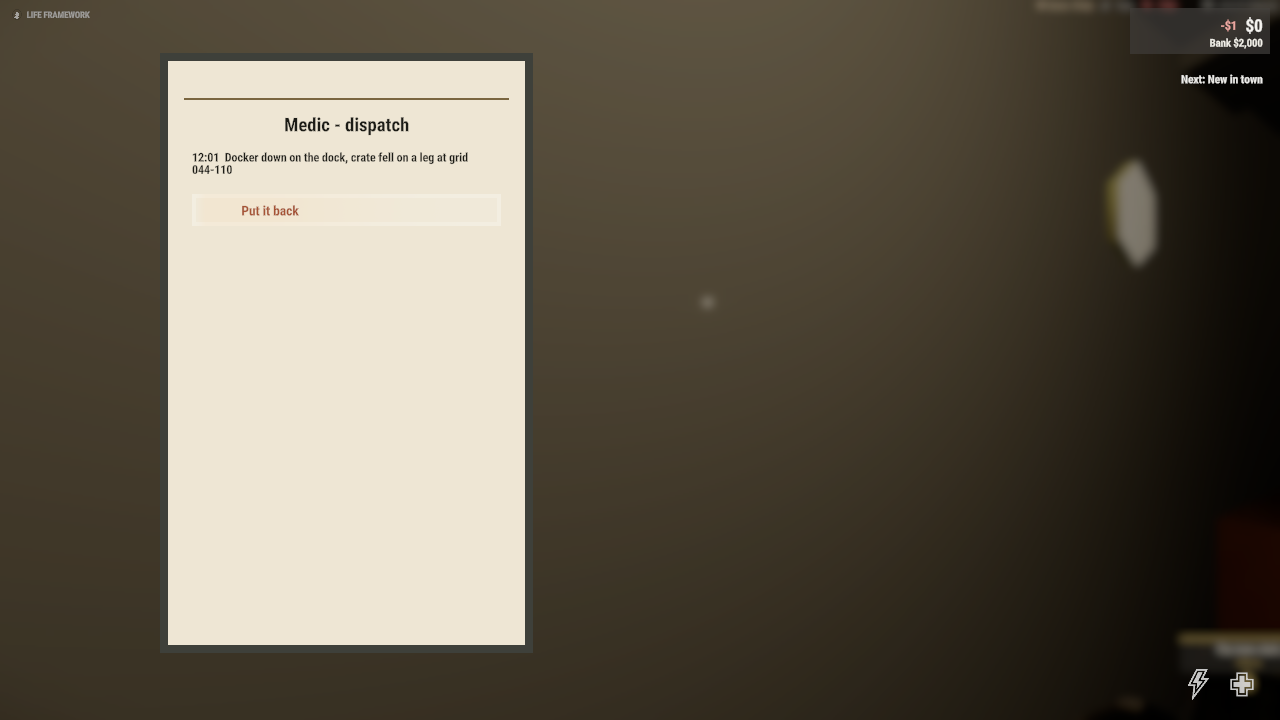 LIFE FRAMEWORK
-$1 $0
Bank $2,000
Next: New in town
Medic - dispatch
12:01 Docker down on the dock, crate fell on a leg at grid
044-110
Put it back